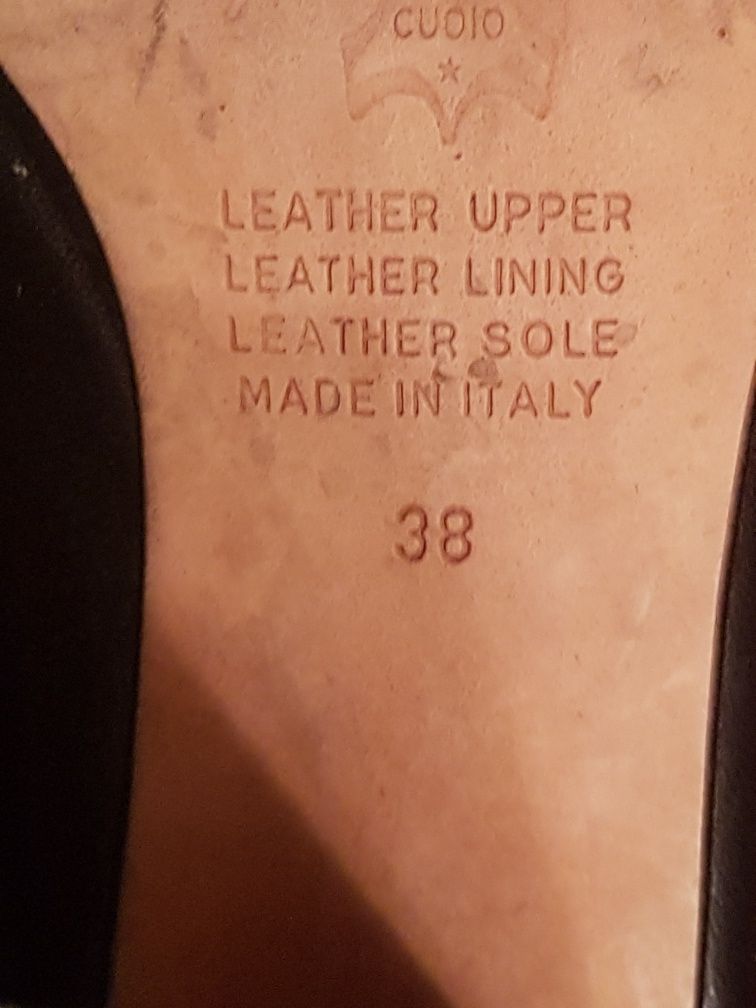 CUOIO
LEATHER UPPER
LEATHER LINING
LEATHER SOLE
MADE IN ITALY
38